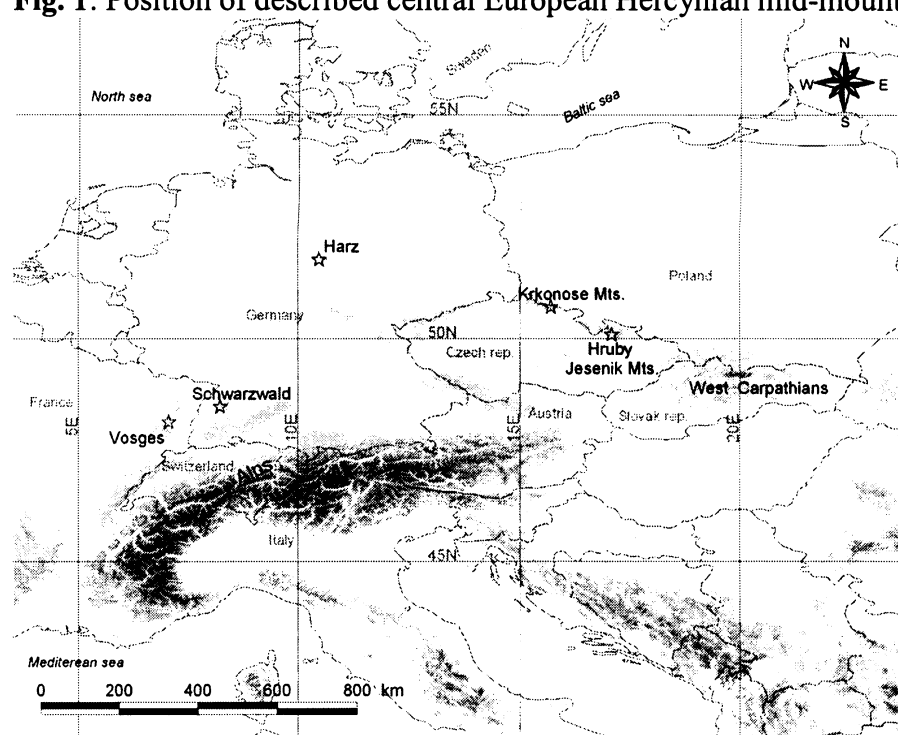 Fig. 1. Position of described central European Hercynian mid-mount
Sweden
N
North sea
W
E
55N
Baltic sea
S
Harz
Poland
Krkonose Mts.
Germany
50N
Czech rep.
Hruby
Jesenik Mts.
West Carpathians
France
Schwarzwald
5E
10E
15E
Austria
Slovak rep.
20E
Vosges
Switzerland
Alps
Italy
45N
Mediterean sea
0 200 400 600 800 km